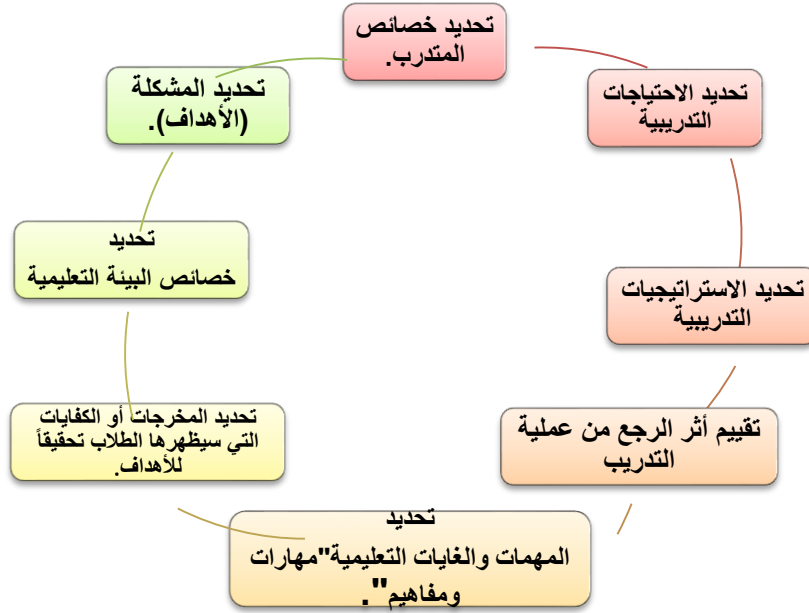 تحديد خصائص
المتدرب.
تحديد الاحتياجات
التدريبية
تحديد الاستراتيجيات
التدريبية
تقييم أثر الرجع من عملية
التدريب
تحديد
المهمات والغايات التعليمية"مهارات
ومفاهيم".
تحديد المخرجات أو الكفايات
التي سيظهرها الطلاب تحقيقاً
للأهداف.
تحديد
خصائص البيئة التعليمية
تحديد المشكلة
(الأهداف).